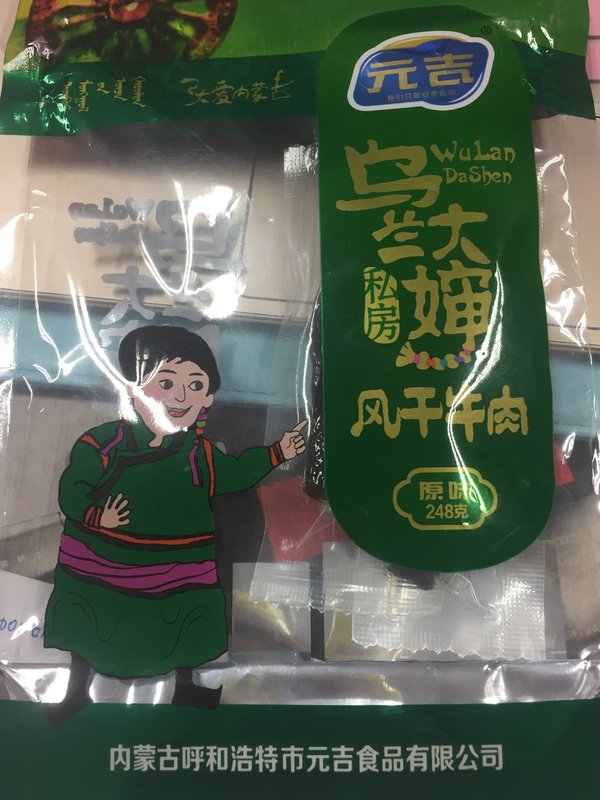 元吉
®
大爱内蒙古
WuLan
DaShen
乌兰大婶
私房
风干牛肉
原味
248克
内蒙古呼和浩特市元吉食品有限公司